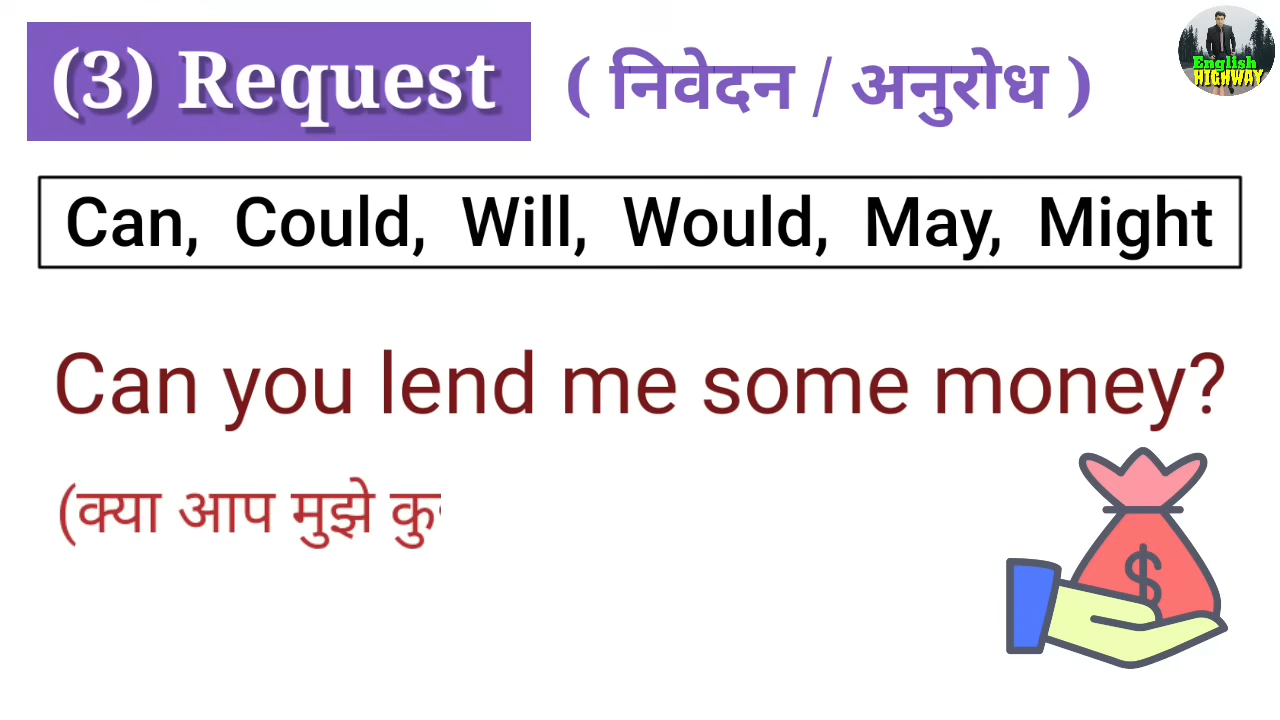 (3) Request ( निवेदन / अनुरोध )
English
HIGHWAY
Can, Could, Will, Would, May, Might
Can you lend me some money?
(क्या आप मुझे
$